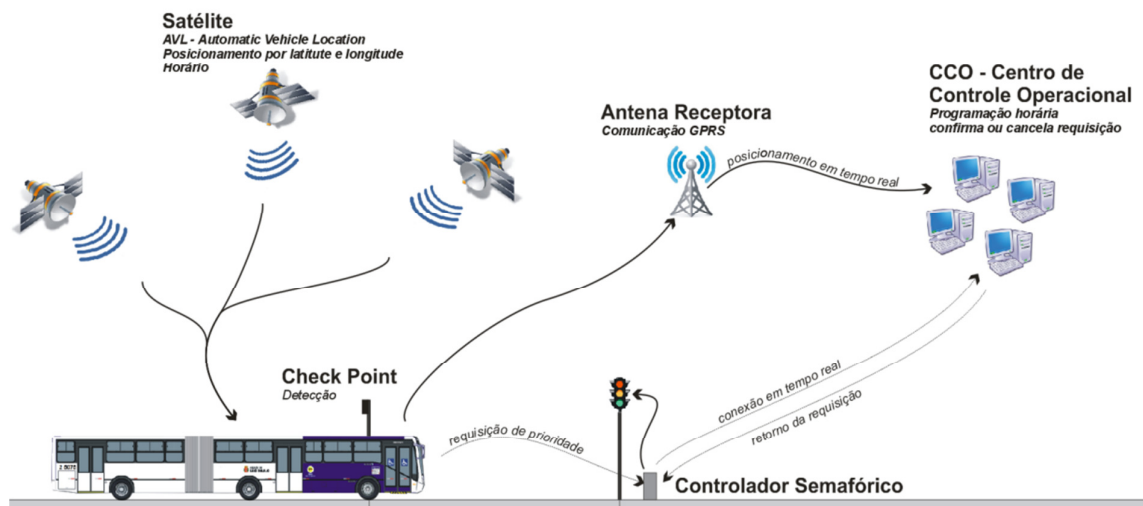 Satélite
AVL - Automatic Vehicle Location
Posicionamento por latitute e longitude
Horário
Antena Receptora
Comunicação GPRS
CCO - Centro de
Controle Operacional
Programação horária
confirma ou cancela requisição
posicionamento em tempo real
Check Point
Detecção
requisição de prioridade
conexão em tempo real
retorno da requisição
Controlador Semafórico